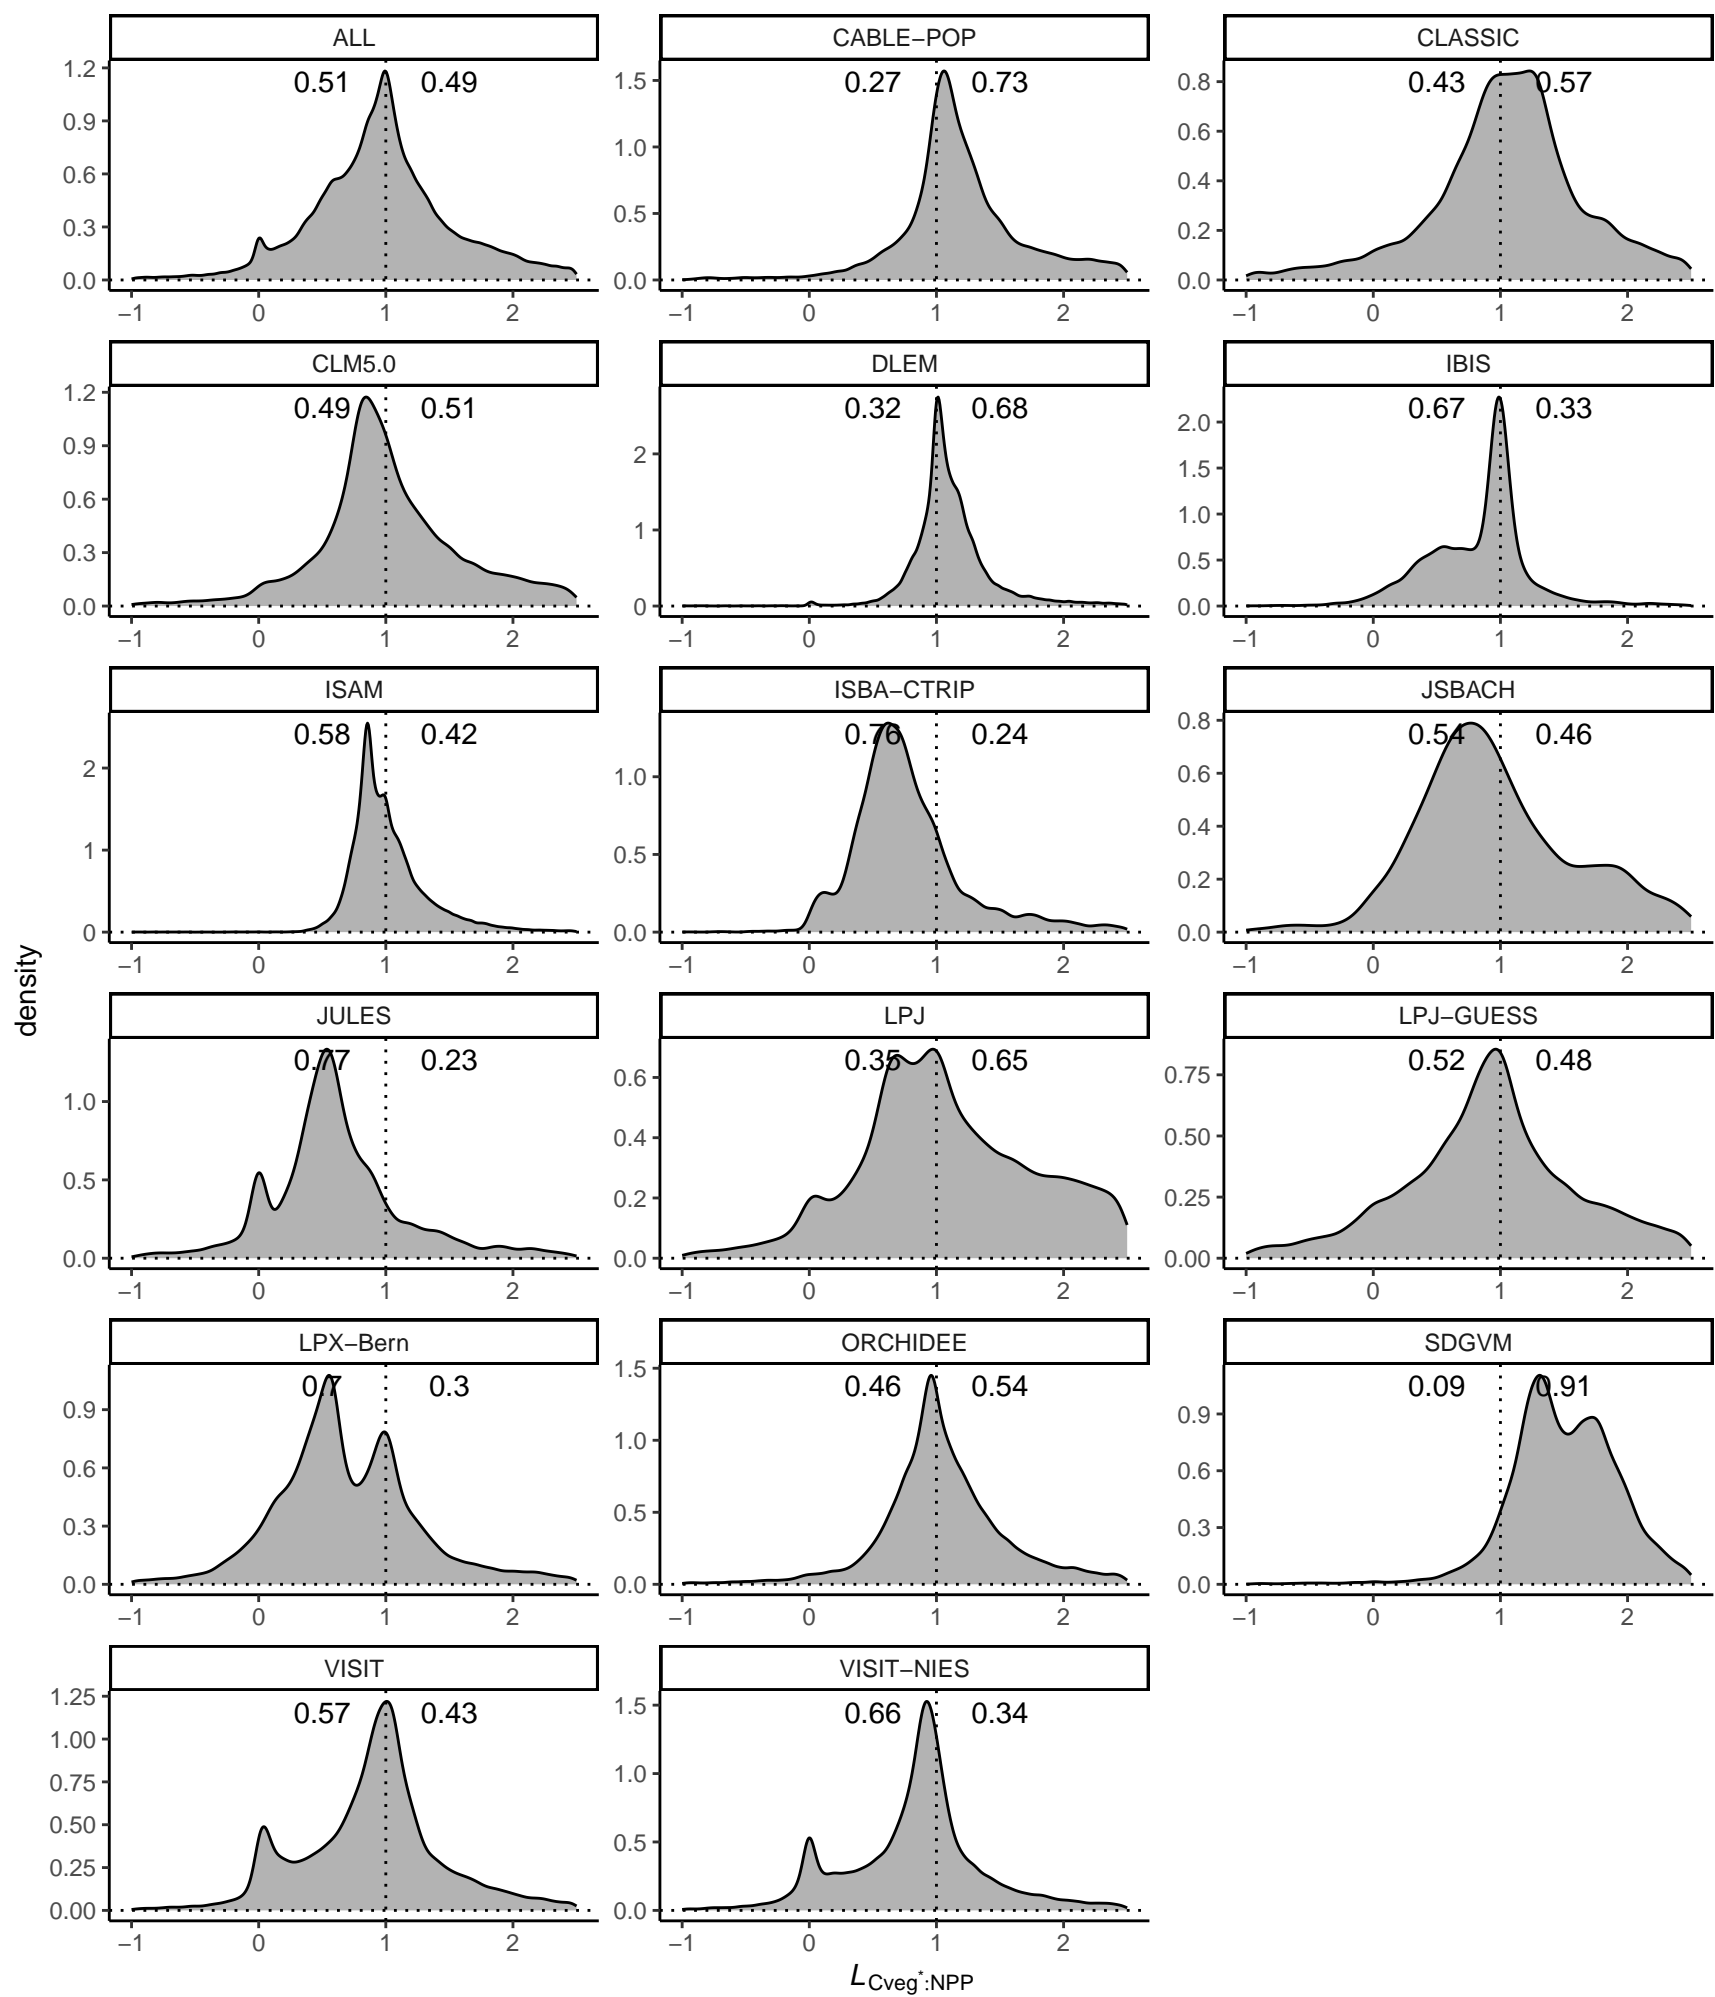 ALL CABLE−POP CLASSIC
0.51 0.49 0.27 0.73 0.43 0.57
1.2 0.9 0.6 0.3 0.0
1.5 1.0 0.5 0.0
0.8 0.6 0.4 0.2 0.0
−1 0 1 2 −1 0 1 2 −1 0 1 2
CLM5.0 DLEM IBIS
0.49 0.51 0.32 0.68 0.67 0.33
1.2 0.9 0.6 0.3 0.0
2 1 0
2.0 1.5 1.0 0.5 0.0
−1 0 1 2 −1 0 1 2 −1 0 1 2
ISAM ISBA−CTRIP JSBACH
0.58 0.42 0.76 0.24 0.54 0.46
2 1 0
1.0 0.5 0.0
0.8 0.6 0.4 0.2 0.0
−1 0 1 2 −1 0 1 2 −1 0 1 2
density
JULES LPJ LPJ−GUESS
0.77 0.23 0.35 0.65 0.52 0.48
1.0 0.5 0.0
0.6 0.4 0.2 0.0
0.75 0.50 0.25 0.00
−1 0 1 2 −1 0 1 2 −1 0 1 2
LPX−Bern ORCHIDEE SDGVM
0.7 0.3 0.46 0.54 0.09 0.91
0.9 0.6 0.3 0.0
1.5 1.0 0.5 0.0
0.9 0.6 0.3 0.0
−1 0 1 2 −1 0 1 2 −1 0 1 2
VISIT VISIT−NIES
0.57 0.43 0.66 0.34
1.25 1.00 0.75 0.50 0.25 0.00
1.5 1.0 0.5 0.0
−1 0 1 2 −1 0 1 2
L Cveg*:NPP